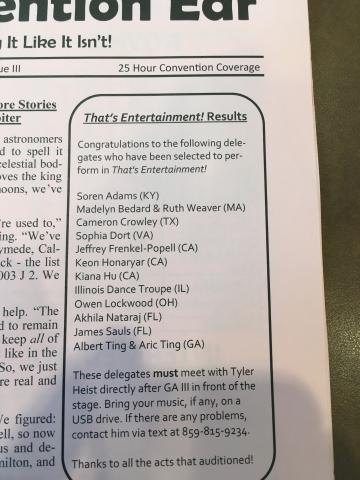 ention Ear
g It Like It Isn't!
ue III 25 Hour Convention Coverage
ore Stories
piter
astronomers
d to spell it
celestial bod-
oves the king
noons, we've
're used to,"
ing. "We've
ymede, Cal-
ck - the list
003 J 2. We
help. "The
d to remain
keep all of
like in the
So, we just
re real and
We figured:
ell, so now
us and de-
milton, and
That's Entertainment! Results
Congratulations to the following dele-
gates who have been selected to per-
form in That's Entertainment!
Soren Adams (KY)
Madelyn Bedard & Ruth Weaver (MA)
Cameron Crowley (TX)
Sophia Dort (VA)
Jeffrey Frenkel-Popell (CA)
Keon Honaryar (CA)
Kiana Hu (CA)
Illinois Dance Troupe (IL)
Owen Lockwood (OH)
Akhila Nataraj (FL)
James Sauls (FL)
Albert Ting & Aric Ting (GA)
These delegates must meet with Tyler
Heist directly after GA III in front of the
stage. Bring your music, if any, on a
USB drive. If there are any problems,
contact him via text at 859-815-9234.
Thanks to all the acts that auditioned!